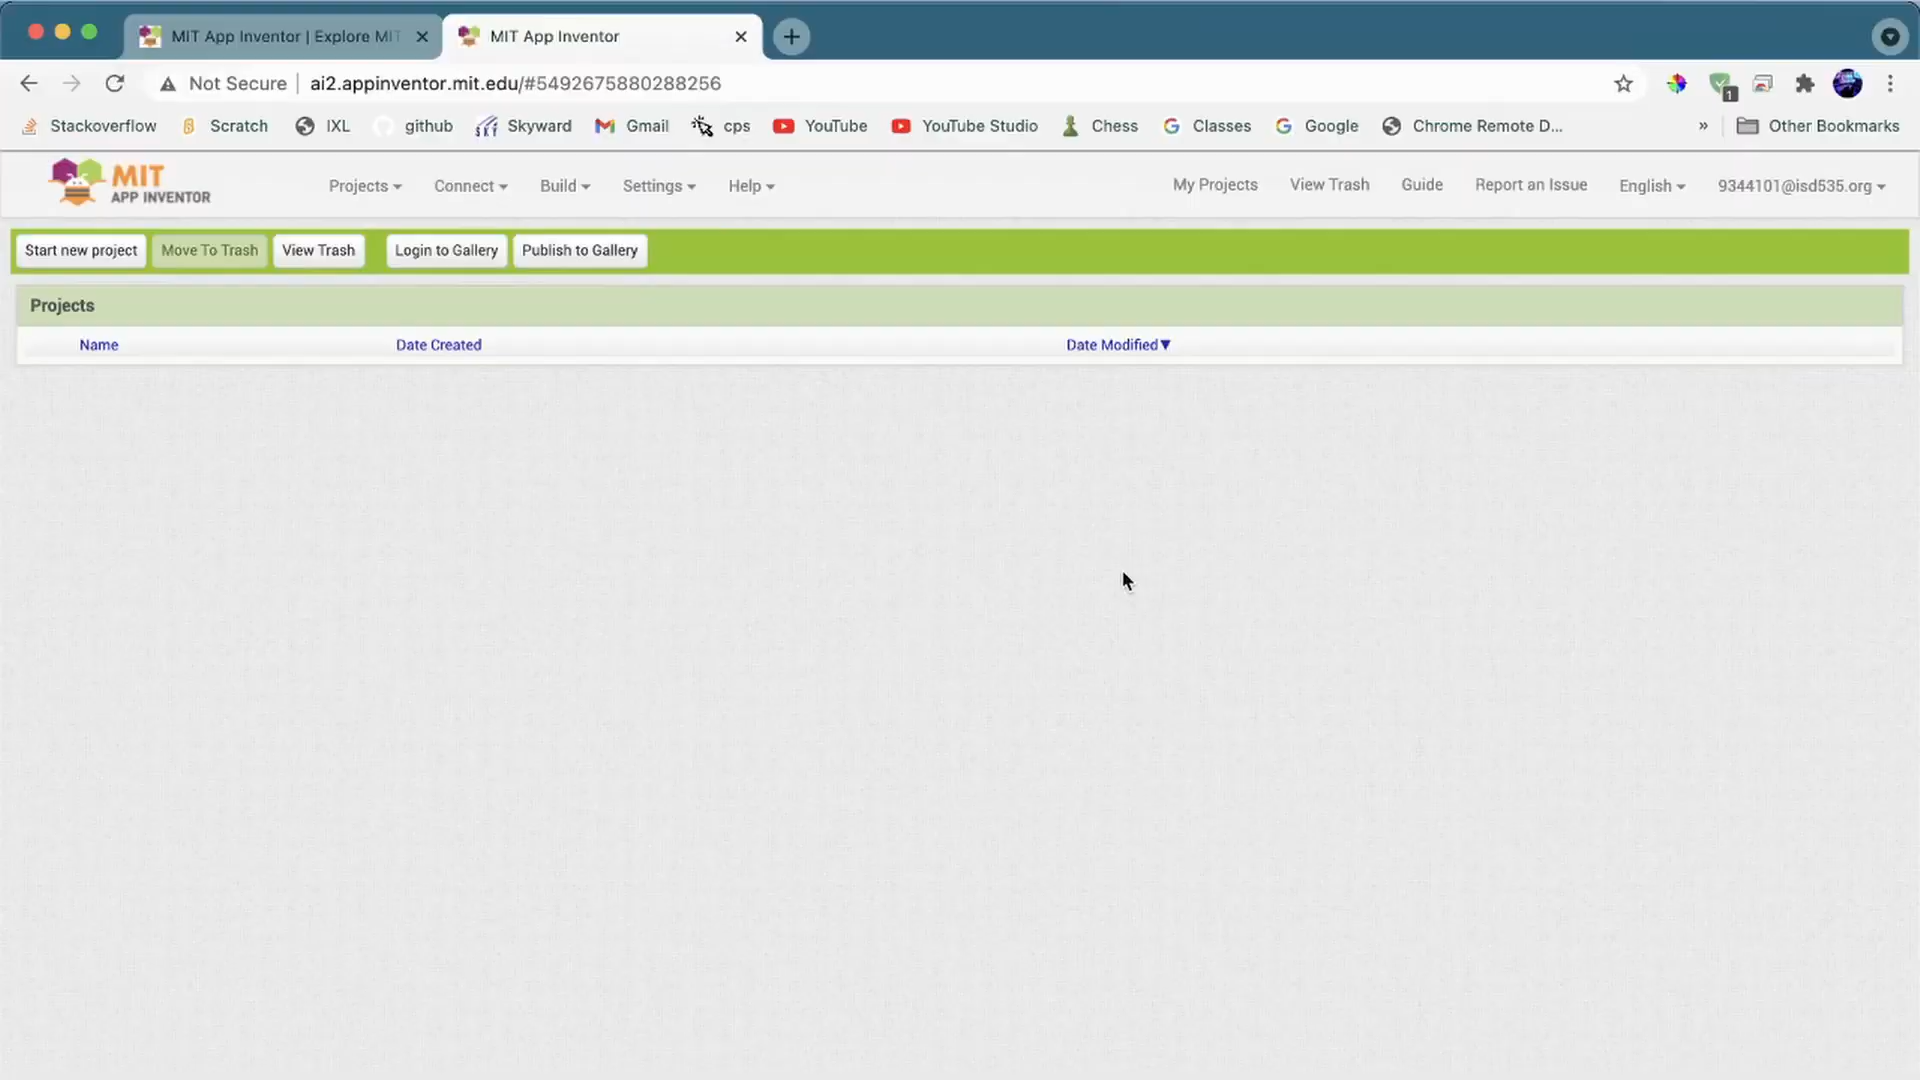 MIT App Inventor | Explore MIT
MIT App Inventor
Not Secure ai2.appinventor.mit.edu/#5492675880288256
1
Stackoverflow Scratch IXL github Skyward Gmail cps YouTube YouTube Studio Chess Classes Google Chrome Remote D... » Other Bookmarks
MIT
APP INVENTOR
Projects Connect Build Settings Help My Projects View Trash Guide Report an Issue English 9344101@isd535.org
Start new project Move To Trash View Trash Login to Gallery Publish to Gallery
Projects
Name Date Created Date Modified▼